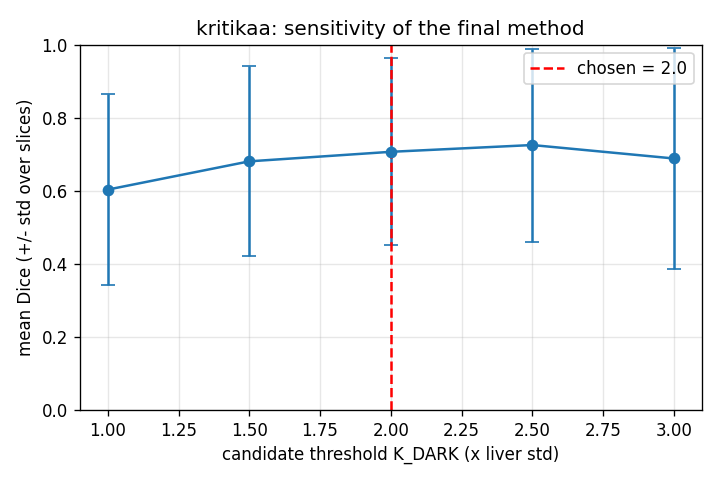 kritikaa: sensitivity of the final method
chosen = 2.0
mean Dice (+/- std over slices)
1.0
0.8
0.6
0.4
0.2
0.0
1.00 1.25 1.50 1.75 2.00 2.25 2.50 2.75 3.00
candidate threshold K_DARK (x liver std)